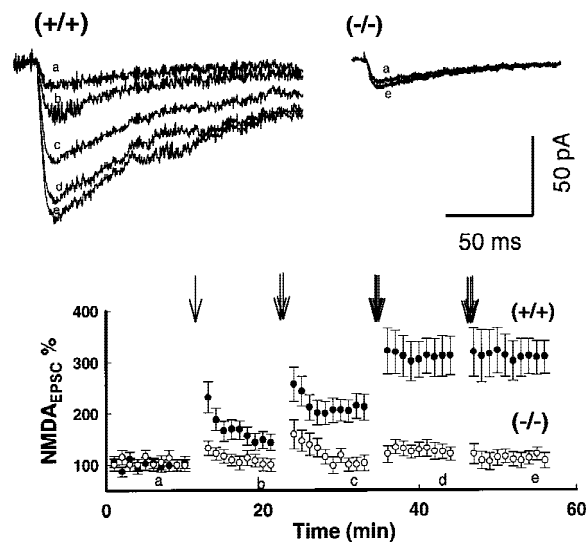 (+/+)
(-/-)
a
b
c
d
e
a
e
50 pA
50 ms
NMDA_EPSC %
400
300
200
100
(+/+)
(-/-)
a
b
c
d
e
0
20
40
60
Time (min)